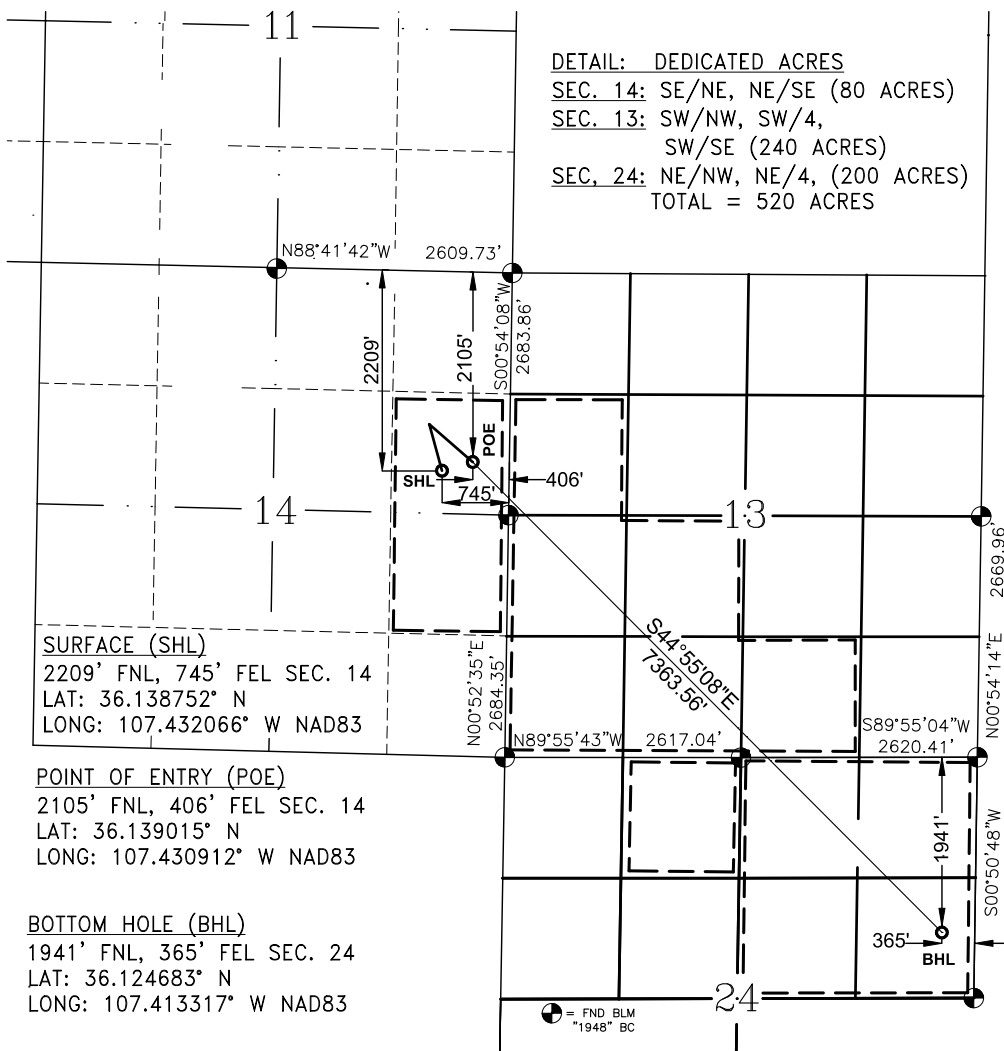 11
DETAIL: DEDICATED ACRES
SEC. 14: SE/NE, NE/SE (80 ACRES)
SEC. 13: SW/NW, SW/4,
SW/SE (240 ACRES)
SEC, 24: NE/NW, NE/4, (200 ACRES)
TOTAL = 520 ACRES
N88°41'42"W 2609.73'
S00°54'08"W
2683.86'
2209'
2105'
POE
SHL
406'
745'
14
13
2669.96'
N00°54'14"E
S44°55'08"E
7363.56'
N00°52'35"E
2684.35'
SURFACE (SHL)
2209' FNL, 745' FEL SEC. 14
LAT: 36.138752° N
LONG: 107.432066° W NAD83
N89°55'43"W 2617.04'
S89°55'04"W
2620.41'
POINT OF ENTRY (POE)
2105' FNL, 406' FEL SEC. 14
LAT: 36.139015° N
LONG: 107.430912° W NAD83
1941'
S00°50'48"W
BOTTOM HOLE (BHL)
1941' FNL, 365' FEL SEC. 24
LAT: 36.124683° N
LONG: 107.413317° W NAD83
365'
BHL
24
= FND BLM
"1948" BC